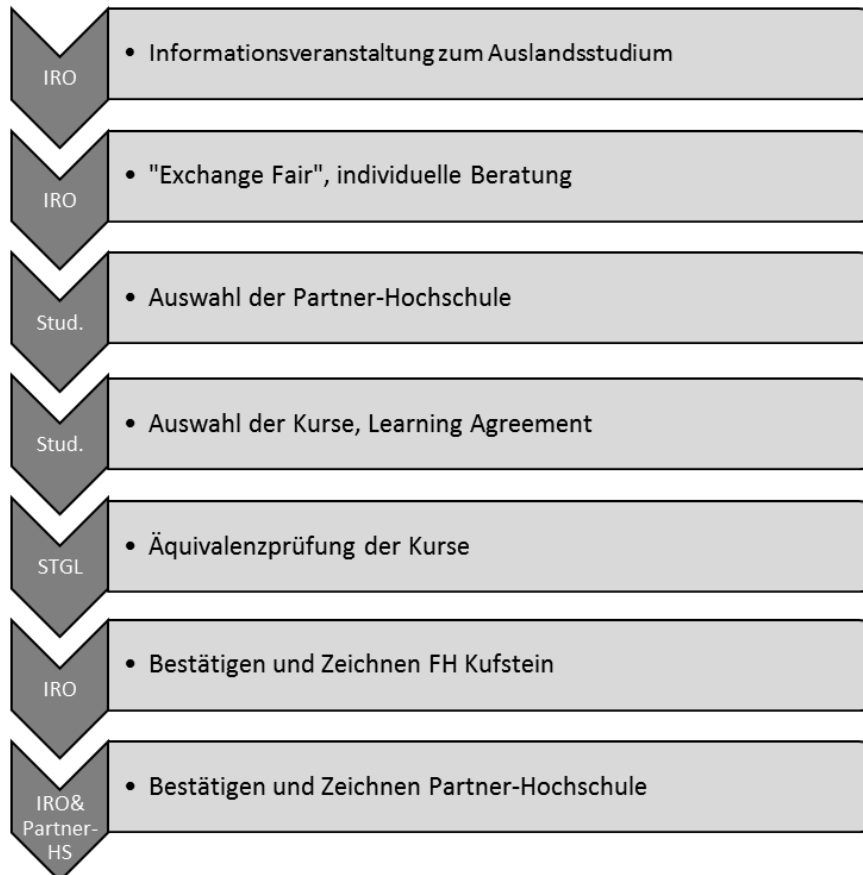 IRO
• Informationsveranstaltung zum Auslandsstudium
IRO
• "Exchange Fair", individuelle Beratung
Stud.
• Auswahl der Partner-Hochschule
Stud.
• Auswahl der Kurse, Learning Agreement
STGL
• Äquivalenzprüfung der Kurse
IRO
• Bestätigen und Zeichnen FH Kufstein
IRO&
Partner-
HS
• Bestätigen und Zeichnen Partner-Hochschule